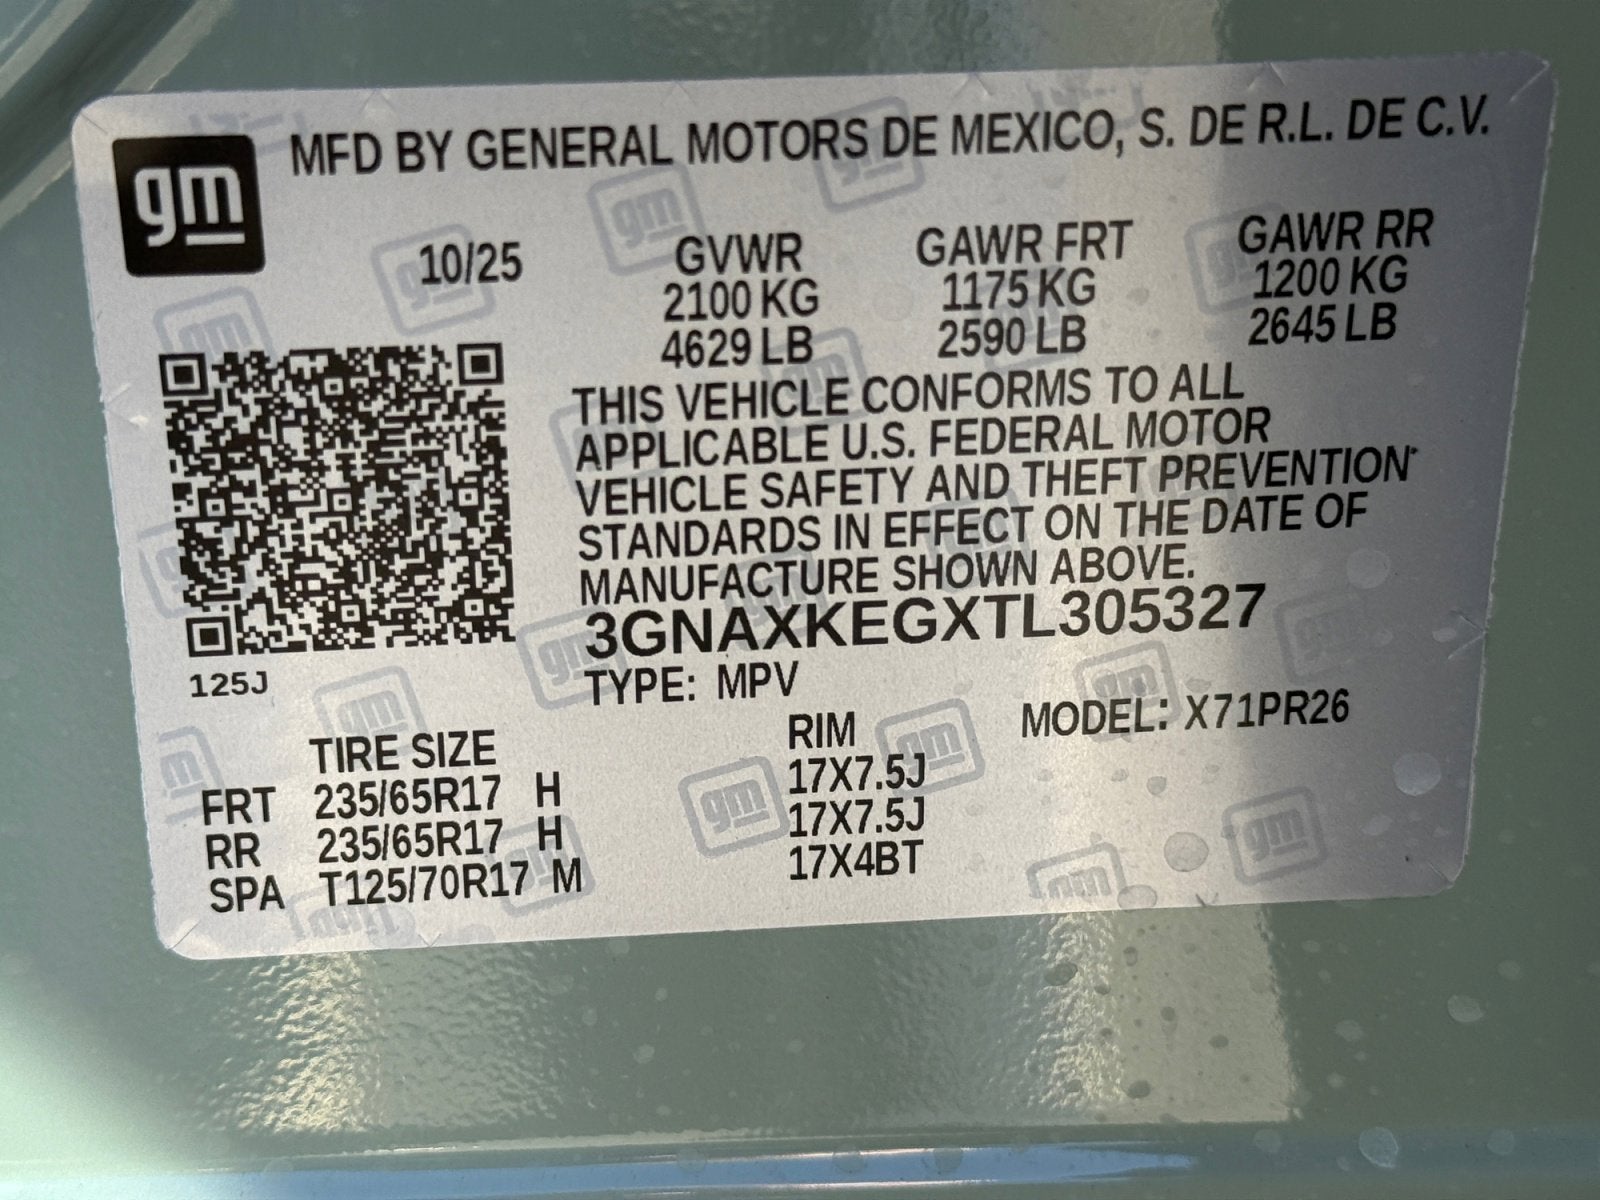 gm MFD BY GENERAL MOTORS DE MEXICO, S. DE R.L. DE C.V.
10/25
GVWR GAWR FRT GAWR RR
2100 KG 1175 KG 1200 KG
4629 LB 2590 LB 2645 LB
THIS VEHICLE CONFORMS TO ALL
APPLICABLE U.S. FEDERAL MOTOR
VEHICLE SAFETY AND THEFT PREVENTION
STANDARDS IN EFFECT ON THE DATE OF
MANUFACTURE SHOWN ABOVE.
3GNAXKEGXTL305327
125J
TYPE: MPV
MODEL: X71PR26
TIRE SIZE RIM
FRT 235/65R17 H 17X7.5J
RR 235/65R17 H 17X7.5J
SPA T125/70R17 M 17X4BT